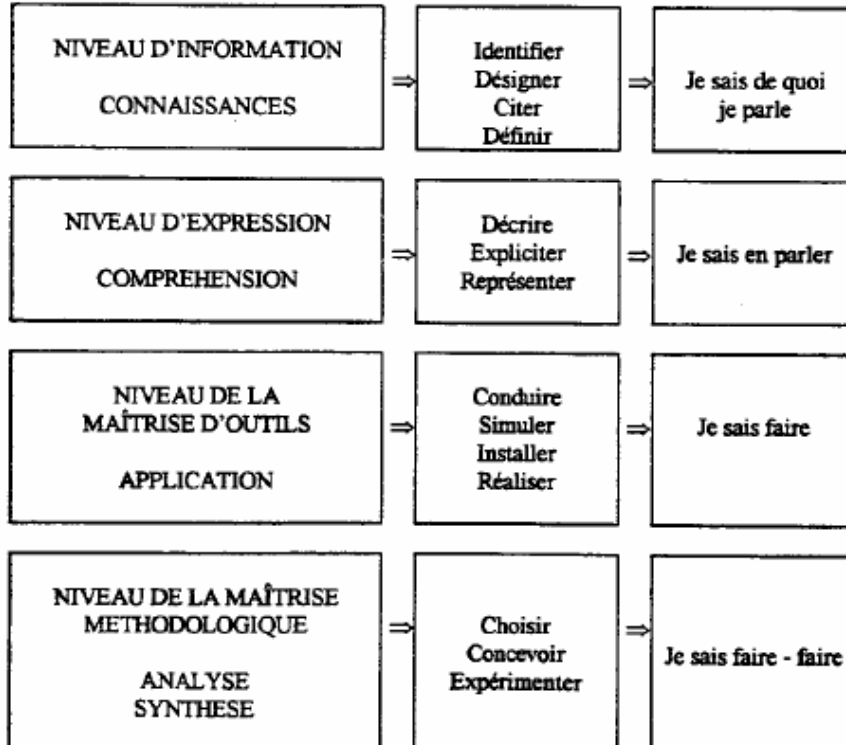 NIVEAU D'INFORMATION
CONNAISSANCES
⇒
Identifier
Désigner
Citer
Définir
⇒
Je sais de quoi
je parle
NIVEAU D'EXPRESSION
COMPREHENSION
⇒
Décrire
Expliciter
Représenter
⇒
Je sais en parler
NIVEAU DE LA
MAÎTRISE D'OUTILS
APPLICATION
⇒
Conduire
Simuler
Installer
Réaliser
⇒
Je sais faire
NIVEAU DE LA MAÎTRISE
METHODOLOGIQUE
ANALYSE
SYNTHESE
⇒
Choisir
Concevoir
Expérimenter
⇒
Je sais faire - faire